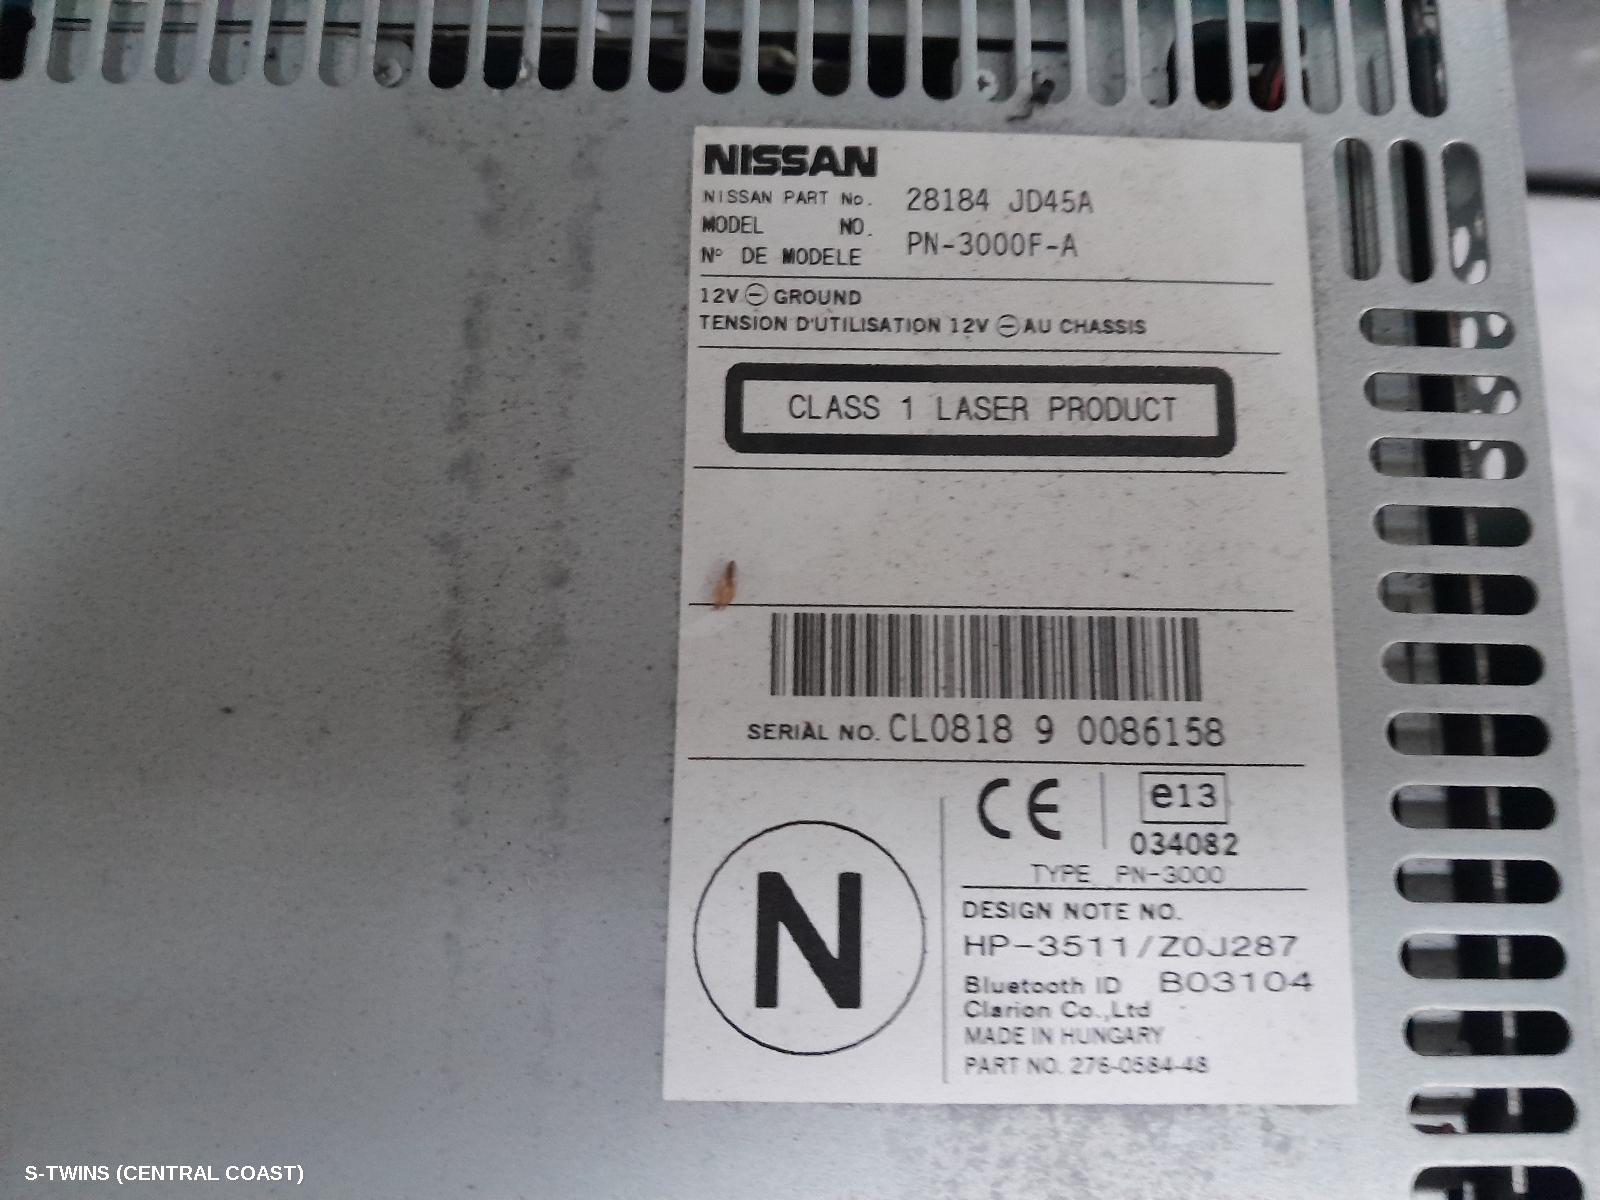 NISSAN
NISSAN PART No. 28184 JD45A
MODEL NO.
N° DE MODELE PN-3000F-A
12V ⊖ GROUND
TENSION D'UTILISATION 12V ⊖ AU CHASSIS
CLASS 1 LASER PRODUCT
SERIAL NO. CL0818 9 0086158
CE e13
034082
TYPE PN-3000
N
DESIGN NOTE NO.
HP-3511/Z0J287
Bluetooth ID B03104
Clarion Co.,Ltd
MADE IN HUNGARY
PART NO. 276-0584-48
S-TWINS (CENTRAL COAST)